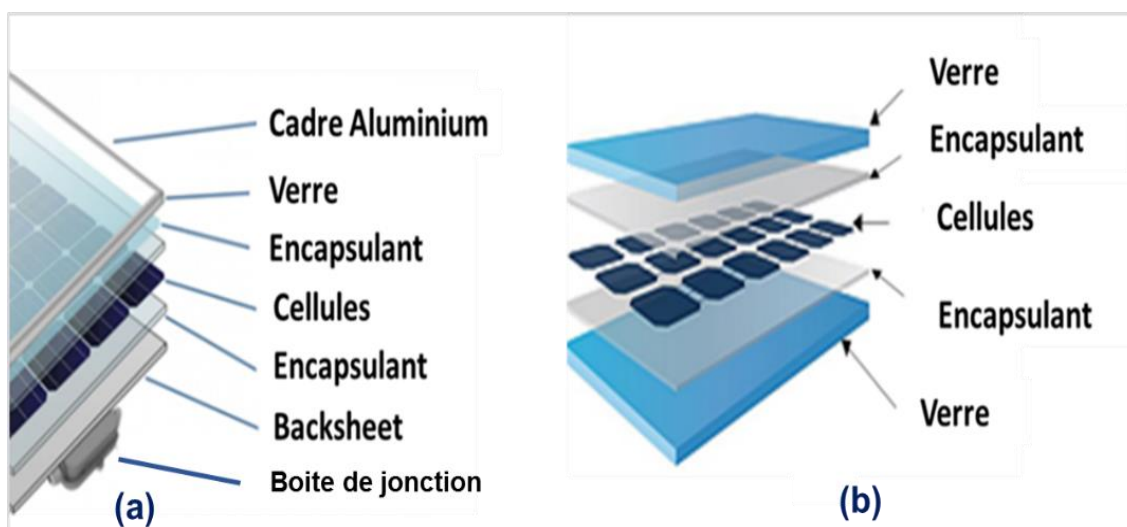 Cadre Aluminium
Verre
Encapsulant
Cellules
Encapsulant
Backsheet
Boite de jonction
(a)
Verre
Encapsulant
Cellules
Encapsulant
Verre
(b)